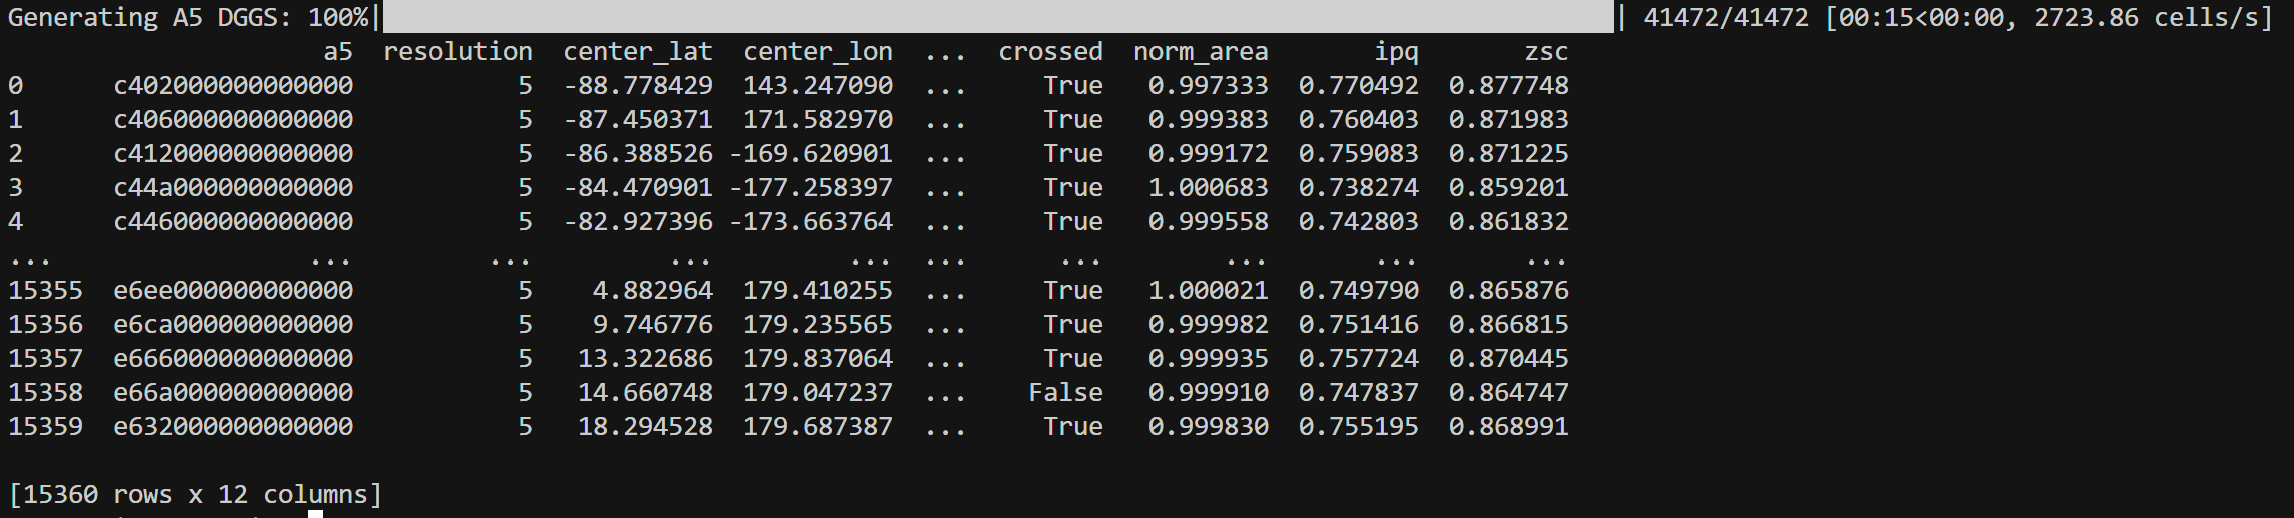 Generating A5 DGGS: 100%| | 41472/41472 [00:15<00:00, 2723.86 cells/s]
a5 resolution center_lat center_lon ... crossed norm_area ipq zsc
0 c402000000000000 5 -88.778429 143.247090 ... True 0.997333 0.770492 0.877748
1 c406000000000000 5 -87.450371 171.582970 ... True 0.999383 0.760403 0.871983
2 c412000000000000 5 -86.388526 -169.620901 ... True 0.999172 0.759083 0.871225
3 c44a000000000000 5 -84.470901 -177.258397 ... True 1.000683 0.738274 0.859201
4 c446000000000000 5 -82.927396 -173.663764 ... True 0.999558 0.742803 0.861832
... ... ... ... ... ... ... ... ... ...
15355 e6ee000000000000 5 4.882964 179.410255 ... True 1.000021 0.749790 0.865876
15356 e6ca000000000000 5 9.746776 179.235565 ... True 0.999982 0.751416 0.866815
15357 e666000000000000 5 13.322686 179.837064 ... True 0.999935 0.757724 0.870445
15358 e66a000000000000 5 14.660748 179.047237 ... False 0.999910 0.747837 0.864747
15359 e632000000000000 5 18.294528 179.687387 ... True 0.999830 0.755195 0.868991
[15360 rows x 12 columns]